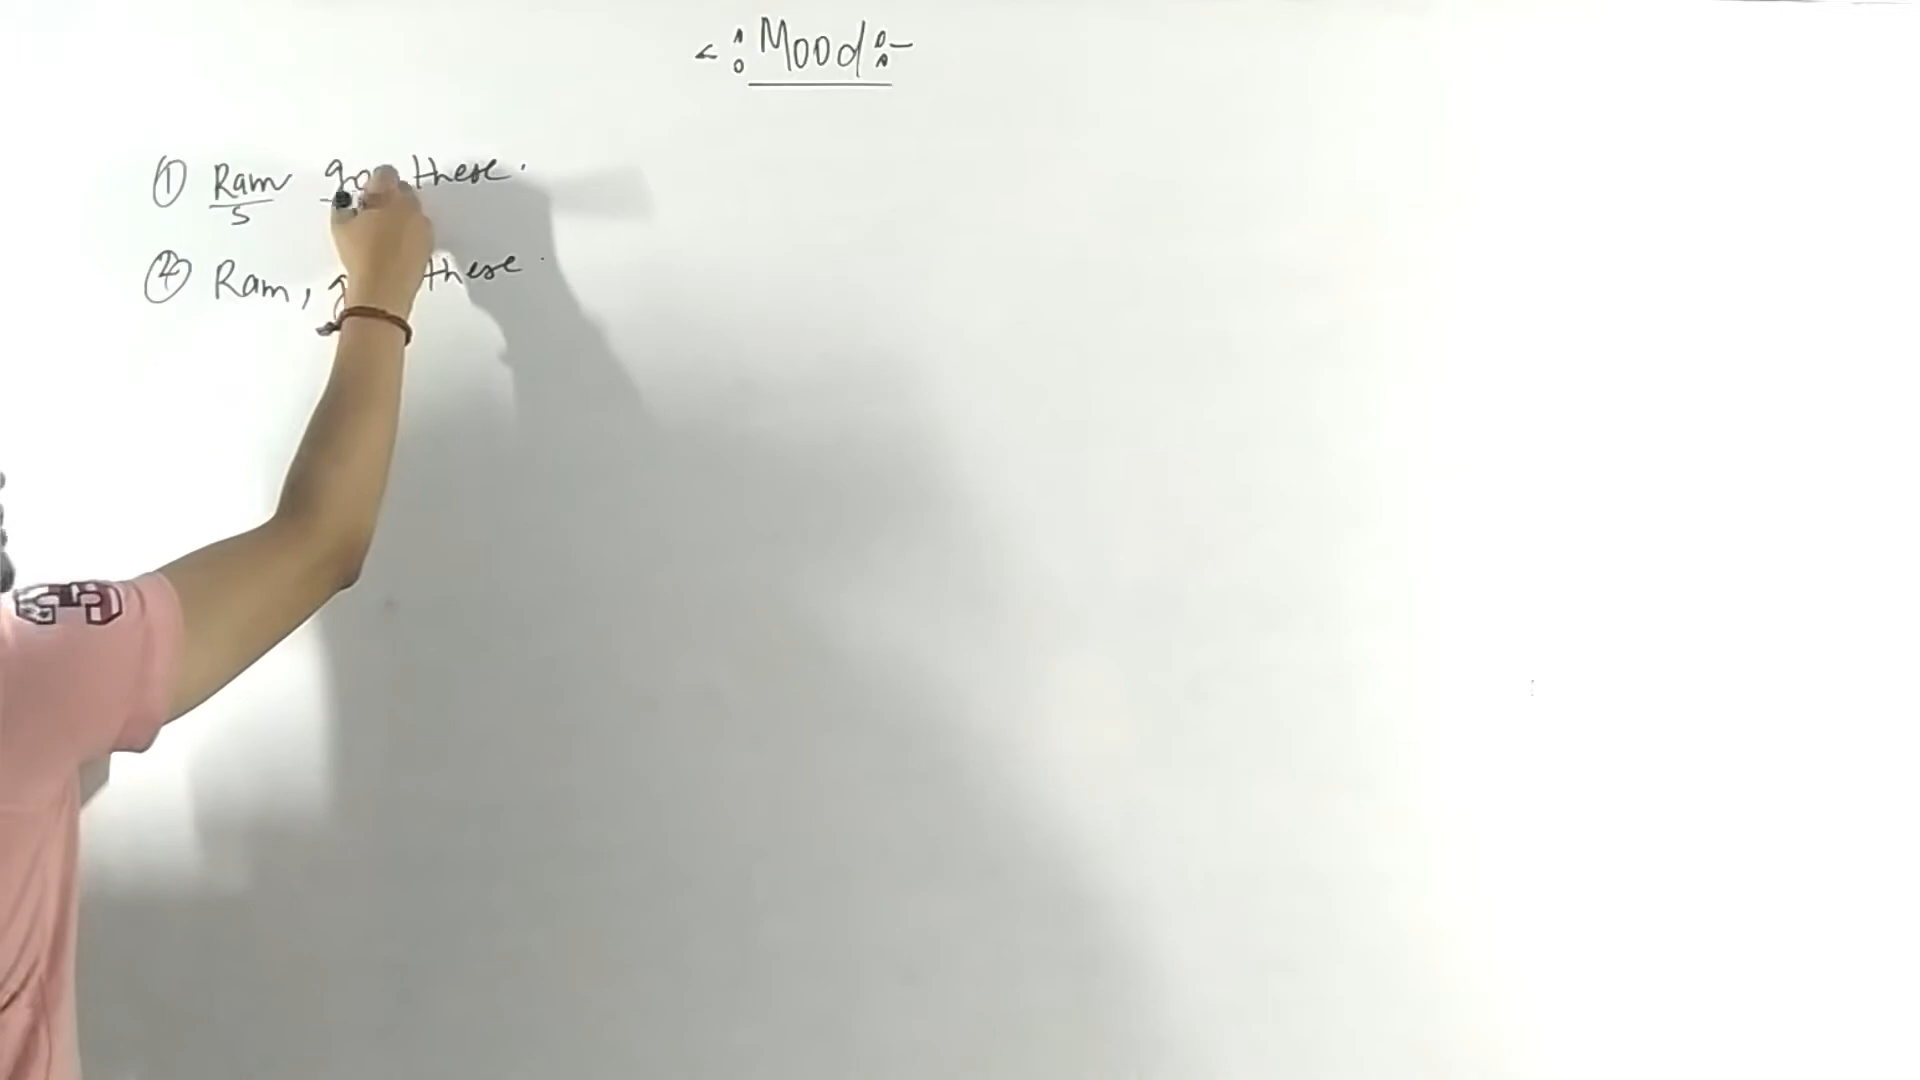 -:Mood:-
① Ram there.
S
② Ram, there.